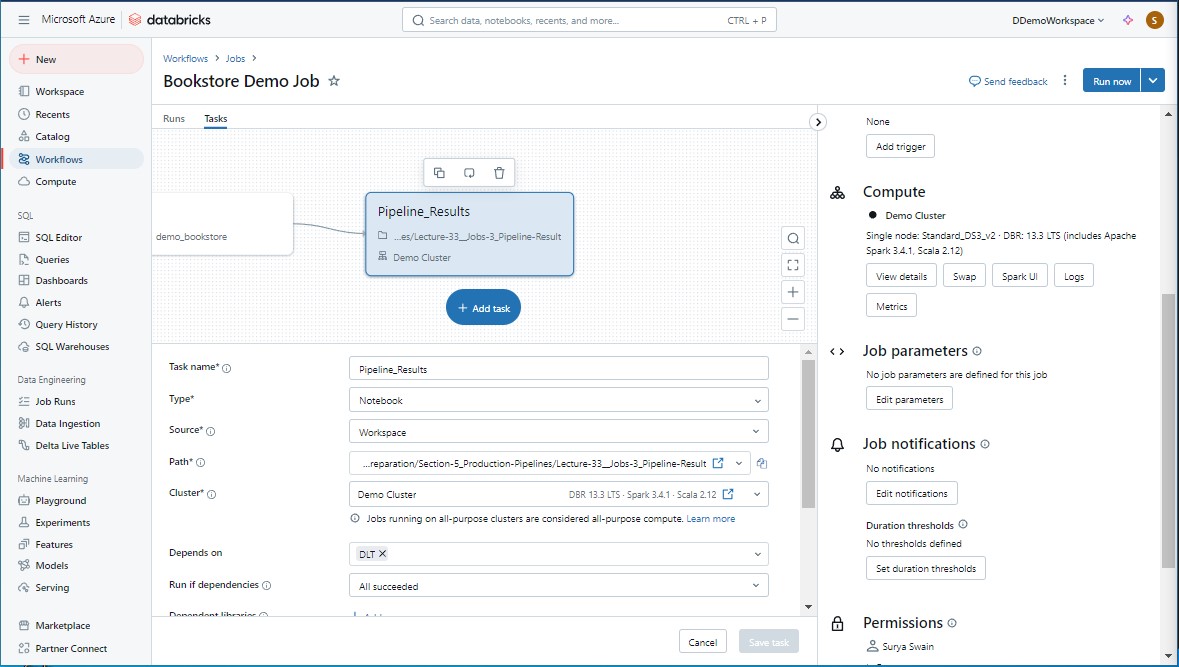 Microsoft Azure
databricks
Search data, notebooks, recents, and more...
CTRL + P
DDemoWorkspace
S
New
Workspace
Recents
Catalog
Workflows
Compute
SQL
SQL Editor
Queries
Dashboards
Alerts
Query History
SQL Warehouses
Data Engineering
Job Runs
Data Ingestion
Delta Live Tables
Machine Learning
Playground
Experiments
Features
Models
Serving
Marketplace
Partner Connect
Workflows > Jobs >
Bookstore Demo Job
Send feedback
Run now
Runs
Tasks
demo_bookstore
Pipeline_Results
...es/Lecture-33__Jobs-3_Pipeline-Result
Demo Cluster
+ Add task
Task name*
Pipeline_Results
Type*
Notebook
Source*
Workspace
Path*
...reparation/Section-5_Production-Pipelines/Lecture-33__Jobs-3_Pipeline-Result
Cluster*
Demo Cluster
DBR 13.3 LTS · Spark 3.4.1 · Scala 2.12
Jobs running on all-purpose clusters are considered all-purpose compute. Learn more
Depends on
DLT
Run if dependencies
All succeeded
Dependent libraries
Cancel
Save task
None
Add trigger
Compute
Demo Cluster
Single node: Standard_DS3_v2 · DBR: 13.3 LTS (includes Apache
Spark 3.4.1, Scala 2.12)
View details
Swap
Spark UI
Logs
Metrics
Job parameters
No job parameters are defined for this job
Edit parameters
Job notifications
No notifications
Edit notifications
Duration thresholds
No thresholds defined
Set duration thresholds
Permissions
Surya Swain